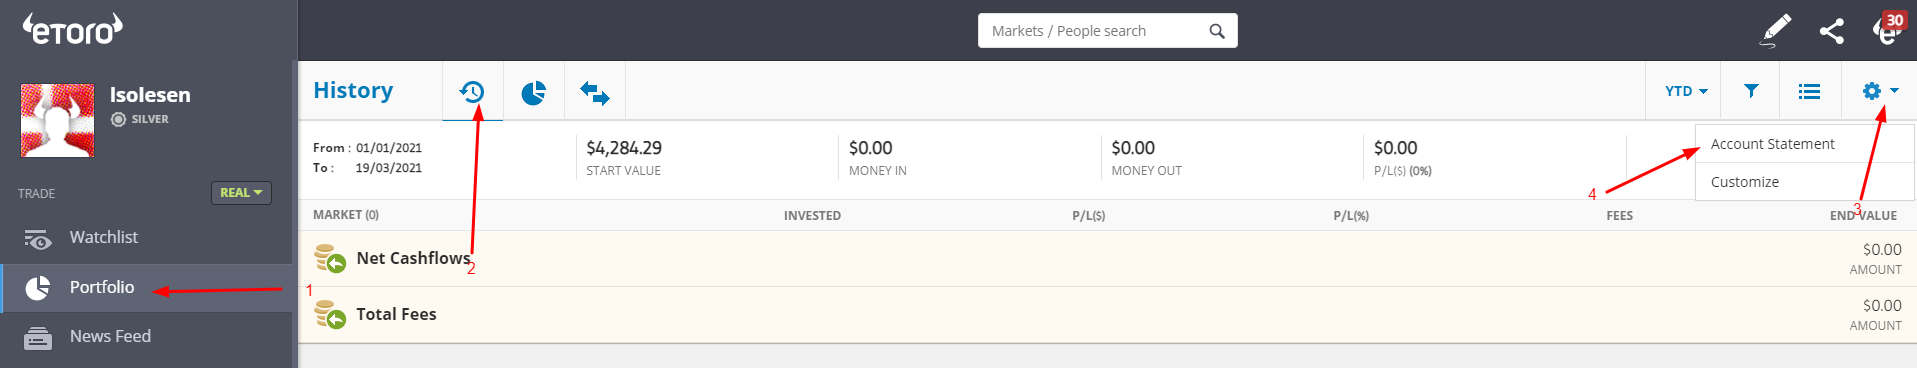 eToro
Markets / People search
30
Isolesen
SILVER
TRADE
REAL
Watchlist
Portfolio
News Feed
1
History
YTD
From : 01/01/2021
To : 19/03/2021
$4,284.29
START VALUE
$0.00
MONEY IN
$0.00
MONEY OUT
$0.00
P/L($) (0%)
Account Statement
Customize
4
3
MARKET (0) INVESTED P/L($) P/L(%) FEES END VALUE
Net Cashflows
2
$0.00
AMOUNT
Total Fees
$0.00
AMOUNT